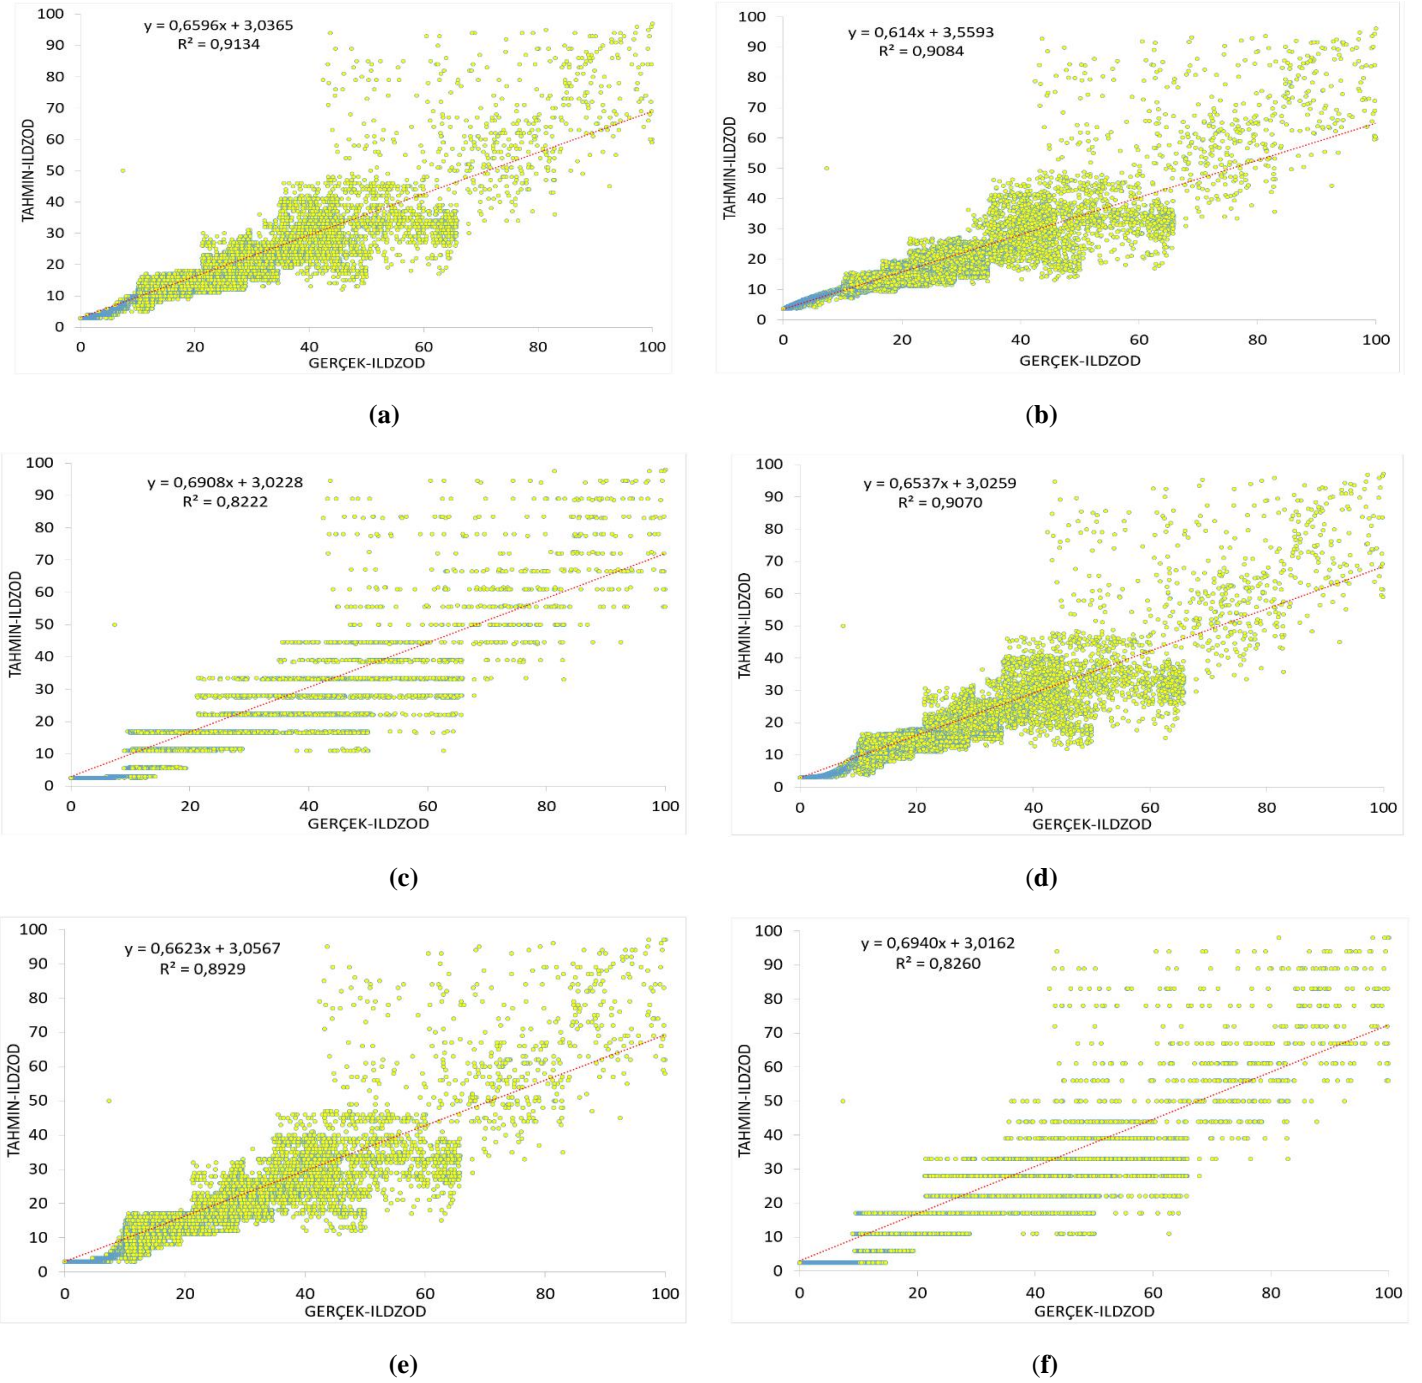 y = 0,6596x + 3,0365
R² = 0,9134
100
90
80
70
60
50
40
30
20
10
0
TAHMIN-ILDZOD
0 20 40 60 80 100
GERÇEK-ILDZOD
(a)
y = 0,614x + 3,5593
R² = 0,9084
100
90
80
70
60
50
40
30
20
10
0
TAHMIN-ILDZOD
0 20 40 60 80 100
GERÇEK-ILDZOD
(b)
y = 0,6908x + 3,0228
R² = 0,8222
100
90
80
70
60
50
40
30
20
10
0
TAHMIN-ILDZOD
0 20 40 60 80 100
GERÇEK-ILDZOD
(c)
y = 0,6537x + 3,0259
R² = 0,9070
100
90
80
70
60
50
40
30
20
10
0
TAHMIN-ILDZOD
0 20 40 60 80 100
GERÇEK-ILDZOD
(d)
y = 0,6623x + 3,0567
R² = 0,8929
100
90
80
70
60
50
40
30
20
10
0
TAHMIN-ILDZOD
0 20 40 60 80 100
GERÇEK-ILDZOD
(e)
y = 0,6940x + 3,0162
R² = 0,8260
100
90
80
70
60
50
40
30
20
10
0
TAHMIN-ILDZOD
0 20 40 60 80 100
GERÇEK-ILDZOD
(f)